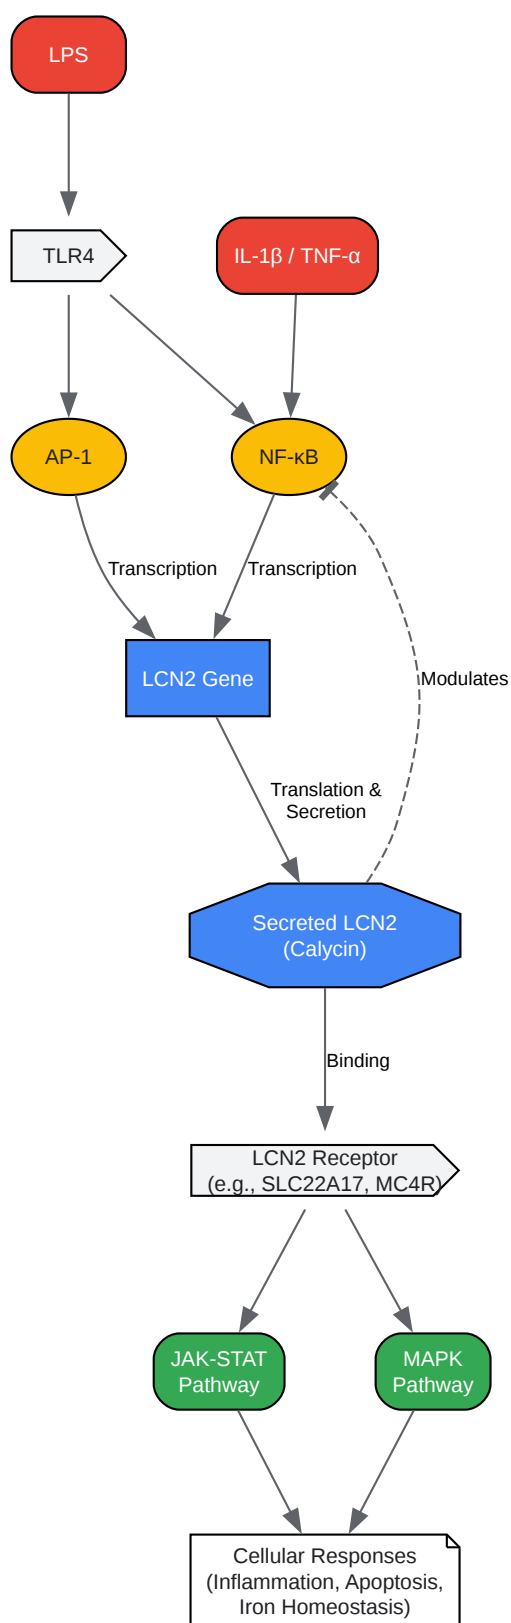 LPS
TLR4
IL-1β / TNF-α
AP-1
NF-κB
Transcription
Transcription
LCN2 Gene
Modulates
Translation &
Secretion
Secreted LCN2
(Calycin)
Binding
LCN2 Receptor
(e.g., SLC22A17, MC4R)
JAK-STAT
Pathway
MAPK
Pathway
Cellular Responses
(Inflammation, Apoptosis,
Iron Homeostasis)